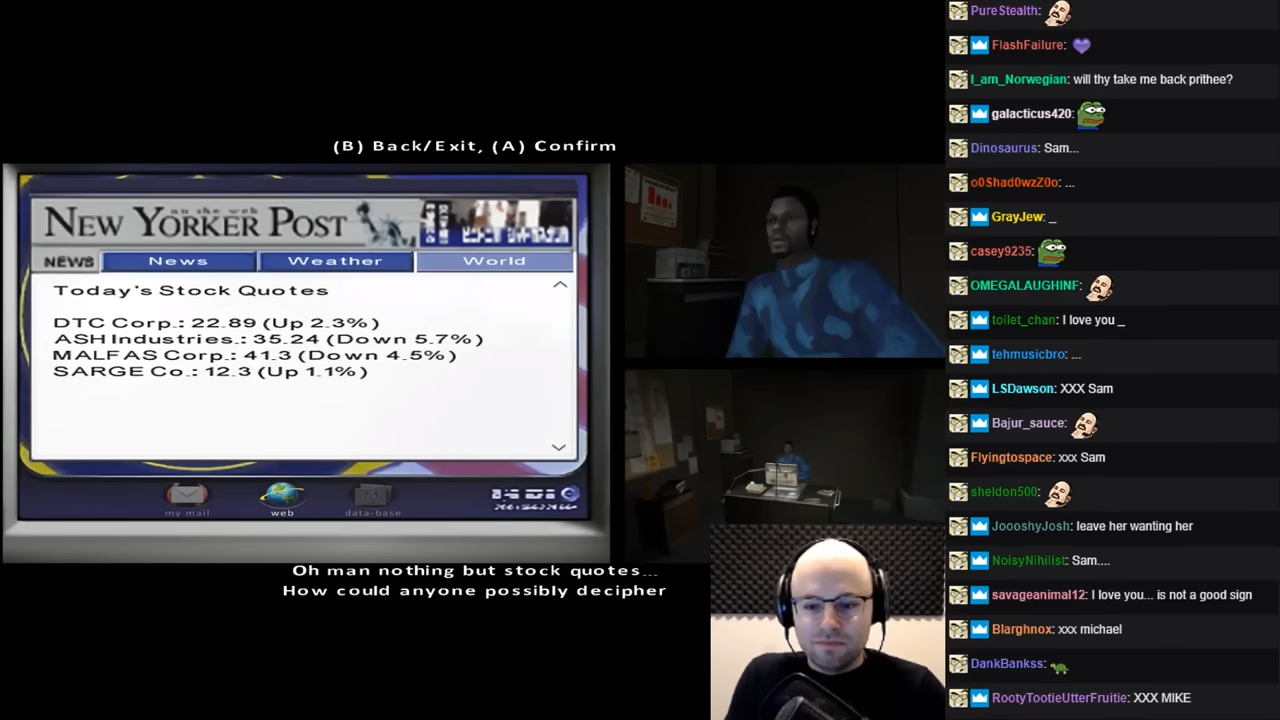 (B) Back/Exit, (A) Confirm
NEW YORKER POST
on the web
NEWS
News
Weather
World
Today's Stock Quotes
DTC Corp.: 22.89 (Up 2.3%)
ASH Industries.: 35.24 (Down 5.7%)
MALFAS Corp.: 41.3 (Down 4.5%)
SARGE Co.: 12.3 (Up 1.1%)
my mail
web
data-base
Oh man nothing but stock quotes...
How could anyone possibly decipher
PureStealth:
FlashFailure:
I_am_Norwegian: will thy take me back prithee?
galacticus420:
Dinosaurus: Sam...
o0Shad0wzZ0o: ...
GrayJew: _
casey9235:
OMEGALAUGHINF:
toilet_chan: I love you _
tehmusicbro: ...
LSDawson: XXX Sam
Bajur_sauce:
Flyingtospace: xxx Sam
sheldon500:
JoooshyJosh: leave her wanting her
NoisyNihilist: Sam....
savageanimal12: I love you... is not a good sign
Blarghnox: xxx michael
DankBankss:
RootyTootieUtterFruitie: XXX MIKE